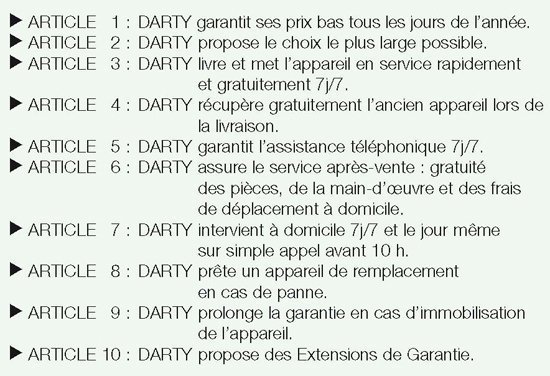 ▶ ARTICLE 1 : DARTY garantit ses prix bas tous les jours de l'année.
▶ ARTICLE 2 : DARTY propose le choix le plus large possible.
▶ ARTICLE 3 : DARTY livre et met l'appareil en service rapidement
et gratuitement 7j/7.
▶ ARTICLE 4 : DARTY récupère gratuitement l'ancien appareil lors de
la livraison.
▶ ARTICLE 5 : DARTY garantit l'assistance téléphonique 7j/7.
▶ ARTICLE 6 : DARTY assure le service après-vente : gratuité
des pièces, de la main-d'œuvre et des frais
de déplacement à domicile.
▶ ARTICLE 7 : DARTY intervient à domicile 7j/7 et le jour même
sur simple appel avant 10 h.
▶ ARTICLE 8 : DARTY prête un appareil de remplacement
en cas de panne.
▶ ARTICLE 9 : DARTY prolonge la garantie en cas d'immobilisation
de l'appareil.
▶ ARTICLE 10 : DARTY propose des Extensions de Garantie.